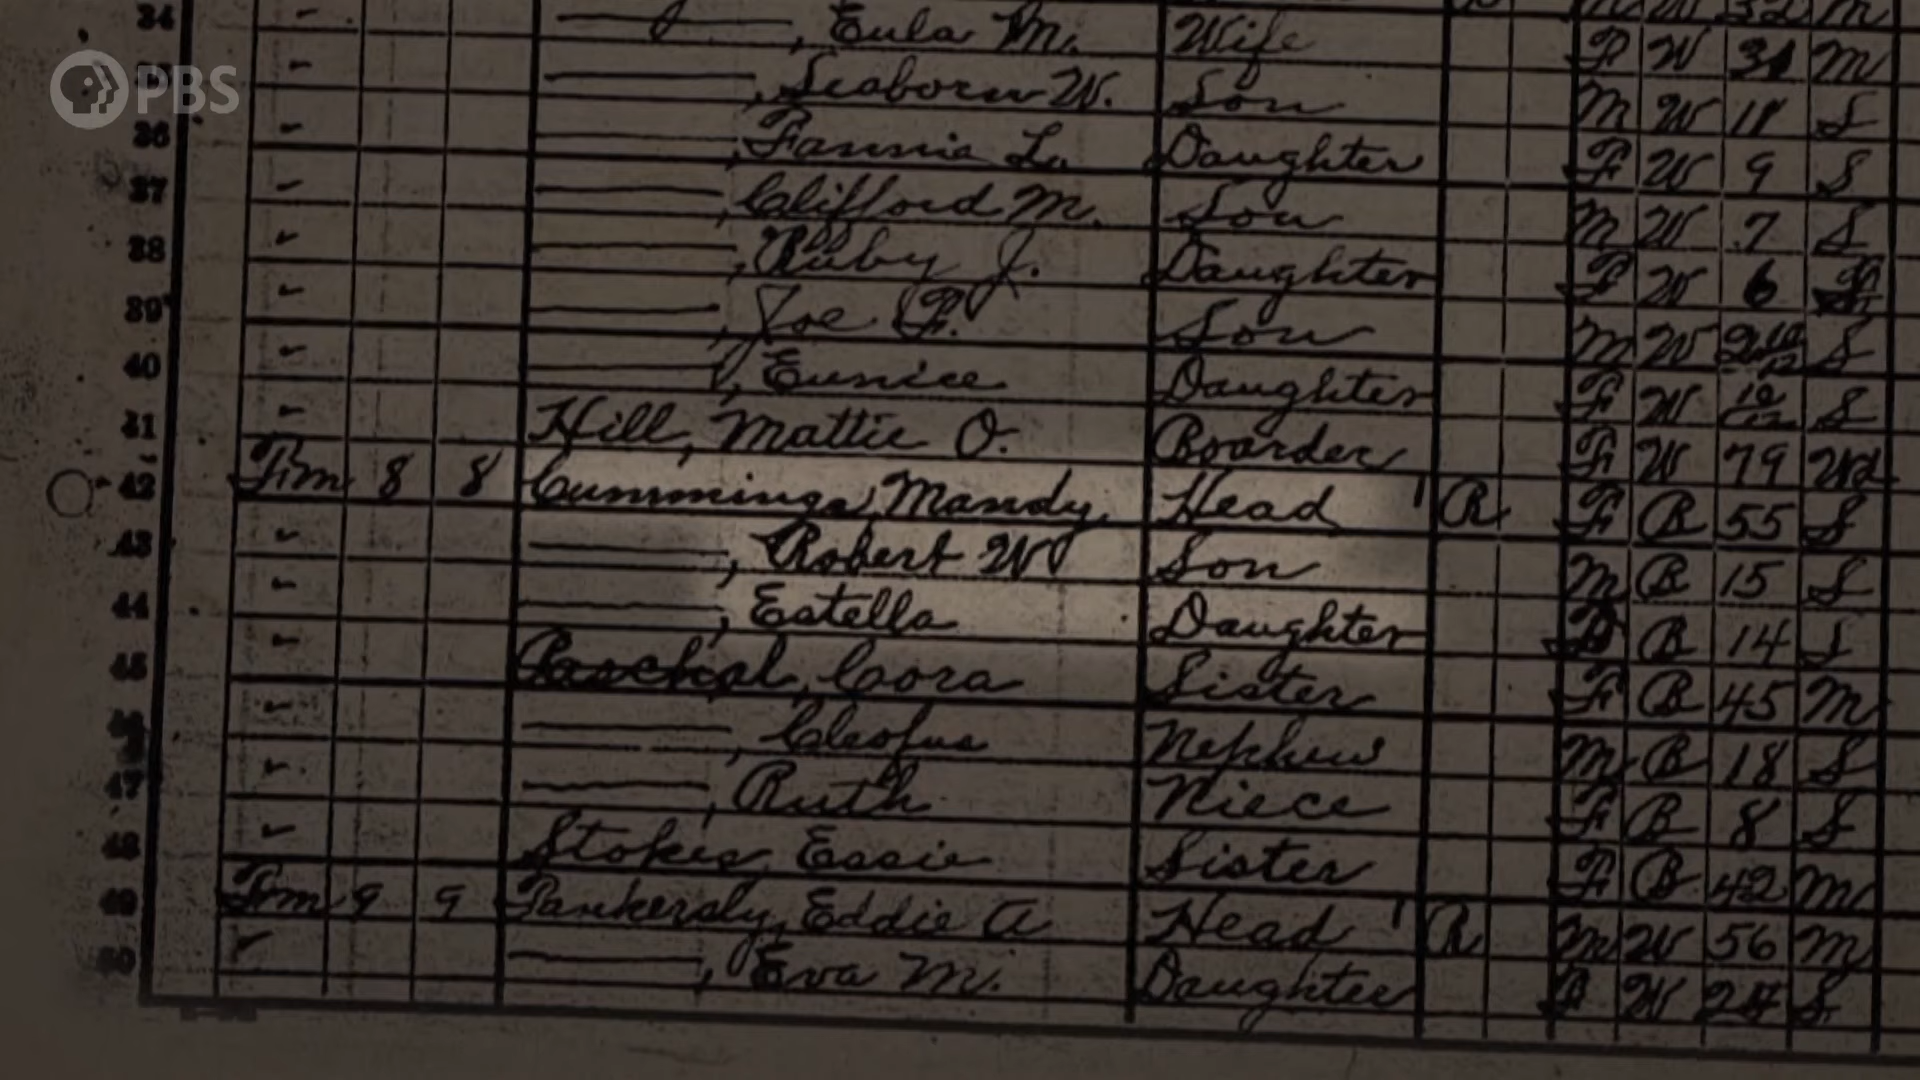 34 ——, Eula M. Wife F W 31 M
PBS
——, Seaborn W. Son M W 11 S
36 ——, Fannie L. Daughter F W 9 S
37 ——, Clifford M. Son M W 7 S
38 ——, Ruby J. Daughter F W 6
39 ——, Joe F. Son M W S
40 ——, Eunice Daughter F W 10/12 S
41 Hill, Mattie O. Boarder F W 79 Wd
42 Fm 8 8 Cummings, Mandy Head R F B 55 S
43 ——, Robert W Son M B 15 S
44 ——, Estella Daughter B 14 S
45 Paschal, Cora Sister F B 45 M
46 ——, Cleofus Nephew M B 18 S
47 ——, Ruth Niece F B 8 S
48 Stokes, Essie Sister F B 42 M
49 Fm 9 9 Tankersly, Eddie A Head R M W 56 M
50 ——, Eva M. Daughter W 24 S